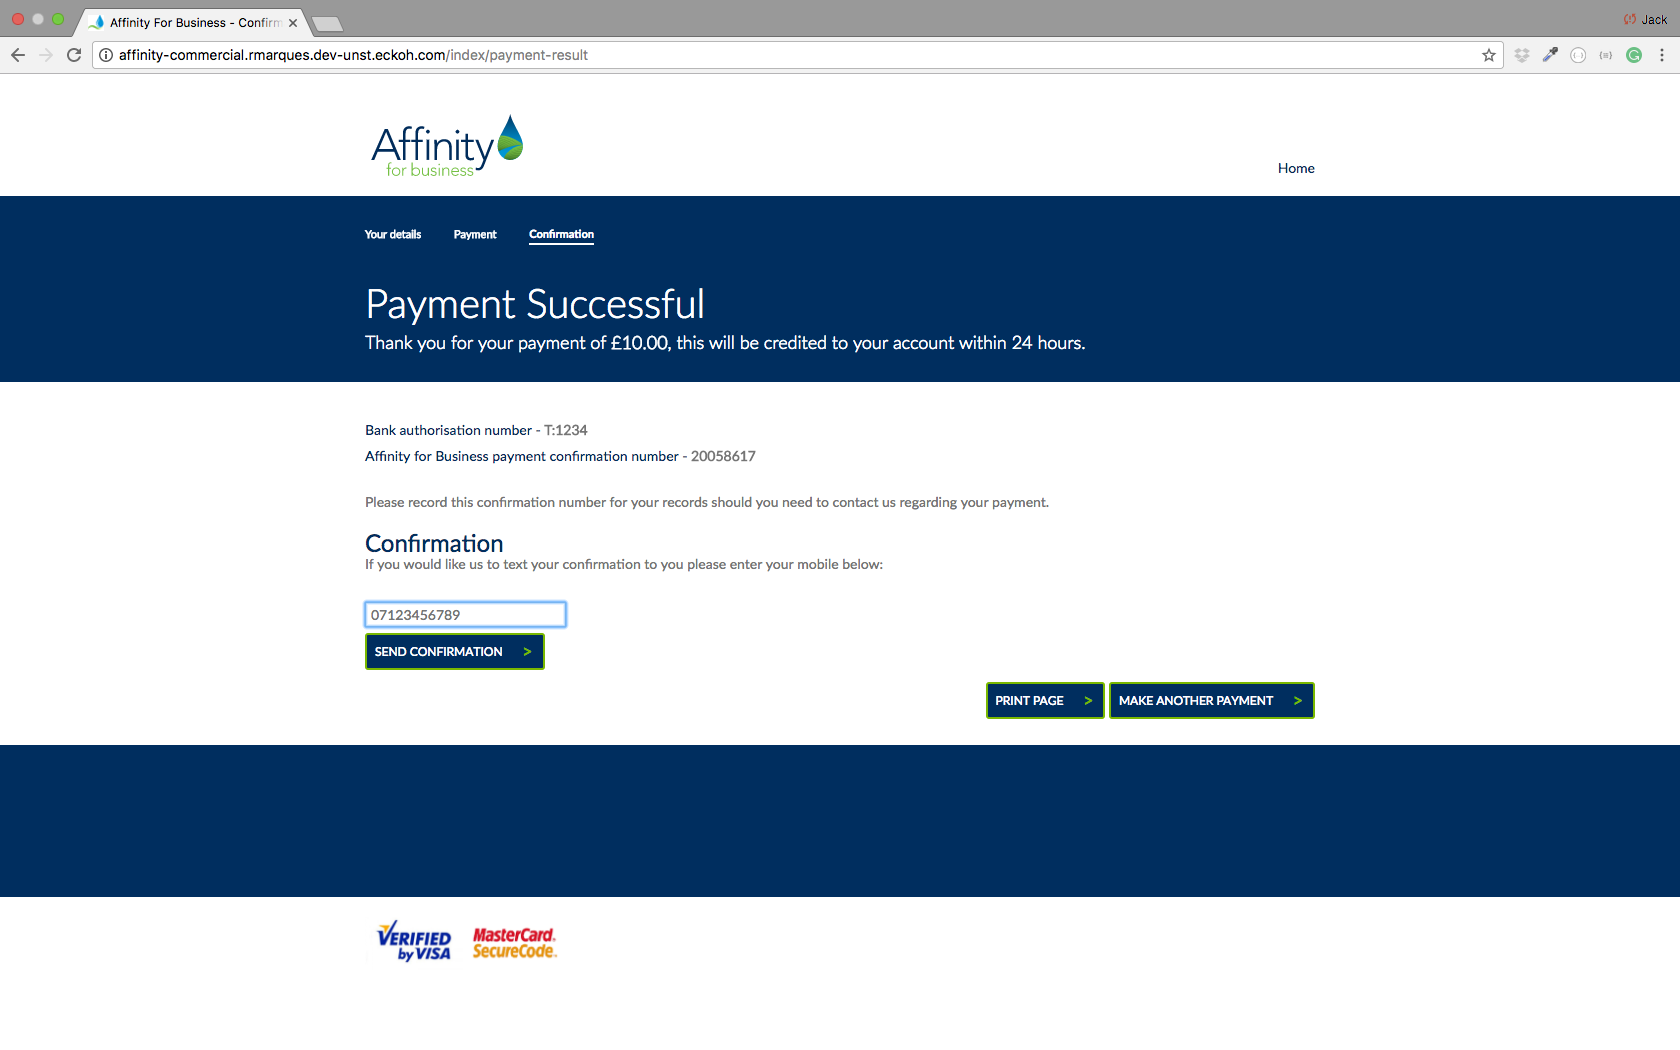 Affinity For Business - Confirm
Jack
affinity-commercial.rmarques.dev-unst.eckoh.com/index/payment-result
Affinity
for business
Home
Your details
Payment
Confirmation
Payment Successful
Thank you for your payment of £10.00, this will be credited to your account within 24 hours.
Bank authorisation number - T:1234
Affinity for Business payment confirmation number - 20058617
Please record this confirmation number for your records should you need to contact us regarding your payment.
Confirmation
If you would like us to text your confirmation to you please enter your mobile below:
07123456789
SEND CONFIRMATION >
PRINT PAGE >
MAKE ANOTHER PAYMENT >
VERIFIED
by VISA
MasterCard.
SecureCode.